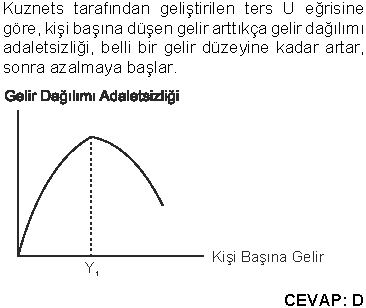 Kuznets tarafından geliştirilen ters U eğrisine
göre, kişi başına düşen gelir arttıkça gelir dağılımı
adaletsizliği, belli bir gelir düzeyine kadar artar,
sonra azalmaya başlar.
Gelir Dağılımı Adaletsizliği
Kişi Başına Gelir
Y1
CEVAP: D